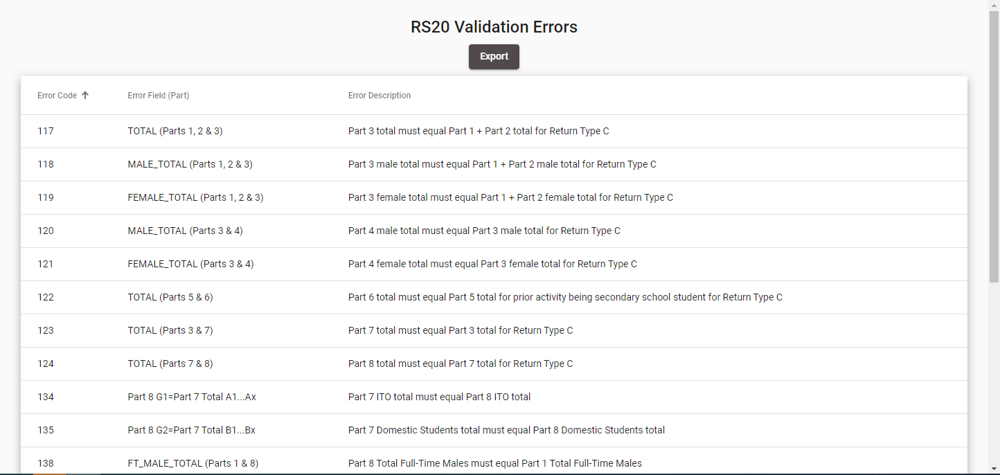 RS20 Validation Errors
Export
Error Code Error Field (Part) Error Description
117 TOTAL (Parts 1, 2 & 3) Part 3 total must equal Part 1 + Part 2 total for Return Type C
118 MALE_TOTAL (Parts 1, 2 & 3) Part 3 male total must equal Part 1 + Part 2 male total for Return Type C
119 FEMALE_TOTAL (Parts 1, 2 & 3) Part 3 female total must equal Part 1 + Part 2 female total for Return Type C
120 MALE_TOTAL (Parts 3 & 4) Part 4 male total must equal Part 3 male total for Return Type C
121 FEMALE_TOTAL (Parts 3 & 4) Part 4 female total must equal Part 3 female total for Return Type C
122 TOTAL (Parts 5 & 6) Part 6 total must equal Part 5 total for prior activity being secondary school student for Return Type C
123 TOTAL (Parts 3 & 7) Part 7 total must equal Part 3 total for Return Type C
124 TOTAL (Parts 7 & 8) Part 8 total must equal Part 7 total for Return Type C
134 Part 8 G1=Part 7 Total A1...Ax Part 7 ITO total must equal Part 8 ITO total
135 Part 8 G2=Part 7 Total B1...Bx Part 7 Domestic Students total must equal Part 8 Domestic Students total
138 FT_MALE_TOTAL (Parts 1 & 8) Part 8 Total Full-Time Males must equal Part 1 Total Full-Time Males